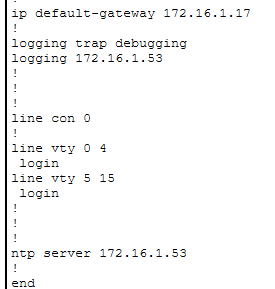 !
ip default-gateway 172.16.1.17
!
logging trap debugging
logging 172.16.1.53
!
!
!
line con 0
!
line vty 0 4
 login
line vty 5 15
 login
!
!
!
ntp server 172.16.1.53
!
end